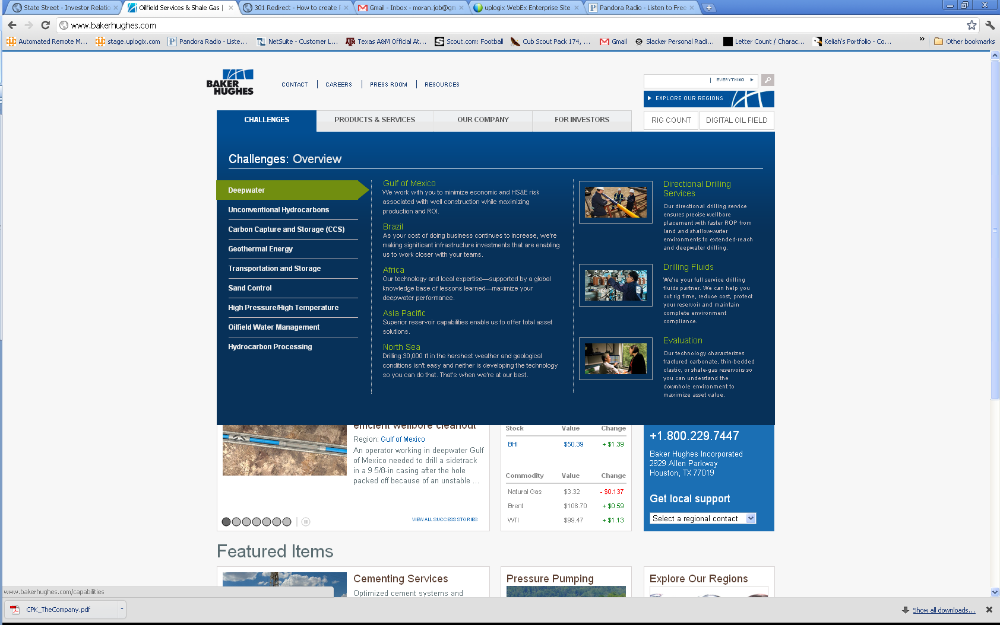 State Street - Investor Relatio
Oilfield Services & Shale Gas |
301 Redirect - How to create
Gmail - Inbox - moran.job@gm
uplogix WebEx Enterprise Site
Pandora Radio - Listen to Free
www.bakerhughes.com
Automated Remote M...
stage.uplogix.com
Pandora Radio - Liste...
NetSuite - Customer L...
Texas A&M Official At...
Scout.com: Football
Cub Scout Pack 174, ...
Gmail
Slacker Personal Radi...
Letter Count / Charac...
Keliah's Portfolio - Co...
Other bookmarks
BAKER
HUGHES
CONTACT
CAREERS
PRESS ROOM
RESOURCES
EVERYTHING
EXPLORE OUR REGIONS
CHALLENGES
PRODUCTS & SERVICES
OUR COMPANY
FOR INVESTORS
RIG COUNT
DIGITAL OIL FIELD
Challenges: Overview
Deepwater
Unconventional Hydrocarbons
Carbon Capture and Storage (CCS)
Geothermal Energy
Transportation and Storage
Sand Control
High Pressure/High Temperature
Oilfield Water Management
Hydrocarbon Processing
Gulf of Mexico
We work with you to minimize economic and HS&E risk
associated with well construction while maximizing
production and ROI.
Brazil
As your cost of doing business continues to increase, we're
making significant infrastructure investments that are enabling
us to work closer with your teams.
Africa
Our technology and local expertise—supported by a global
knowledge base of lessons learned—maximize your
deepwater performance.
Asia Pacific
Superior reservoir capabilities enable us to offer total asset
solutions.
North Sea
Drilling 30,000 ft in the harshest weather and geological
conditions isn't easy and neither is developing the technology
so you can do that. That's when we're at our best.
Directional Drilling
Services
Our directional drilling service
ensures precise wellbore
placement with faster ROP from
land and shallow-water
environments to extended-reach
and deepwater drilling.
Drilling Fluids
We're your full service drilling
fluids partner. We can help you
cut rig time, reduce cost, protect
your reservoir and maintain
complete environment
compliance.
Evaluation
Our technology characterizes
fractured carbonate, thin-bedded
clastic, or shale-gas reservoirs so
you can understand the
downhole environment to
maximize asset value.
efficient wellbore cleanout
Region: Gulf of Mexico
An operator working in deepwater Gulf
of Mexico needed to drill a sidetrack
in a 9 5/8-in casing after the hole
packed off because of an unstable ...
VIEW ALL SUCCESS STORIES
Stock Value Change
BHI $50.39 + $1.39
Commodity Value Change
Natural Gas $3.32 - $0.137
Brent $108.70 + $0.59
WTI $99.47 + $1.13
+1.800.229.7447
Baker Hughes Incorporated
2929 Allen Parkway
Houston, TX 77019
Get local support
Select a regional contact
Featured Items
Cementing Services
Optimized cement systems and
Pressure Pumping
Explore Our Regions
www.bakerhughes.com/capabilities
CPK_TheCompany.pdf
Show all downloads...